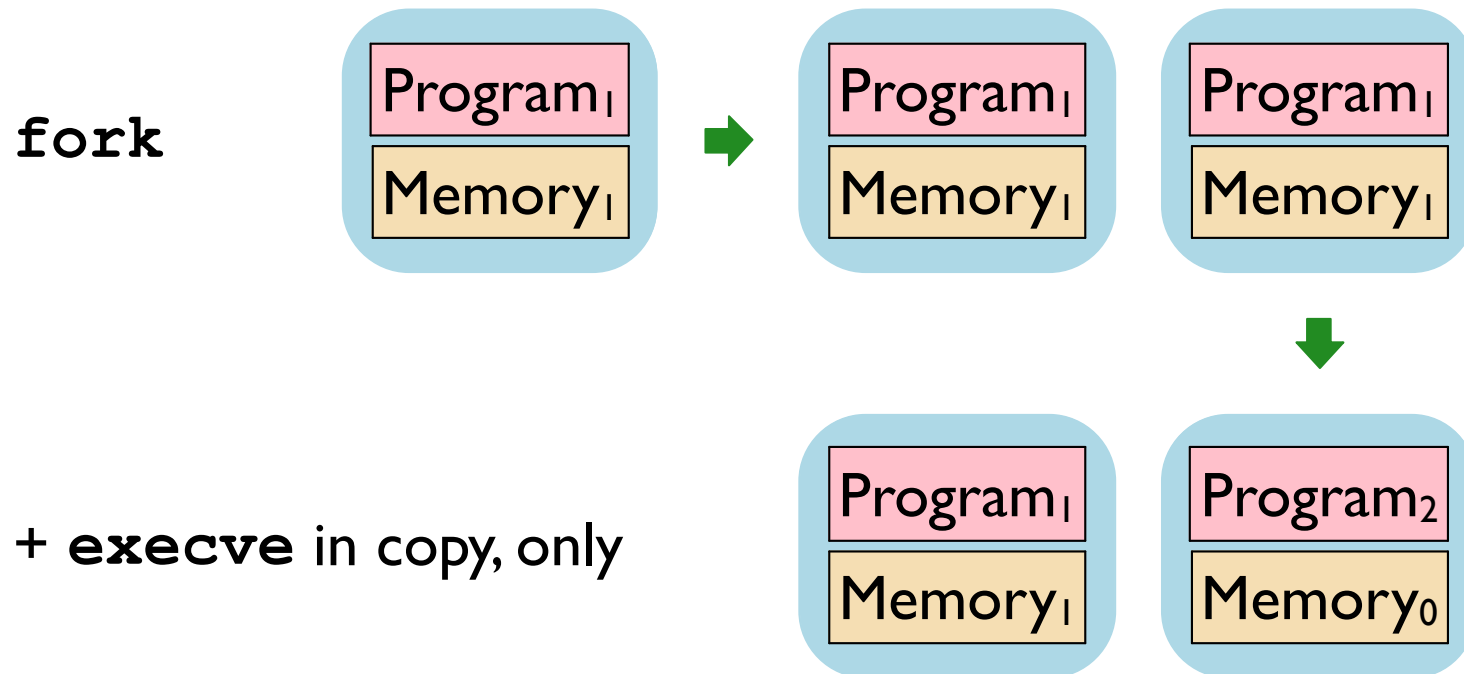 fork
Program₁ Program₁ Program₁
Memory₁ Memory₁ Memory₁
+ execve in copy, only
Program₁ Program₂
Memory₁ Memory₀